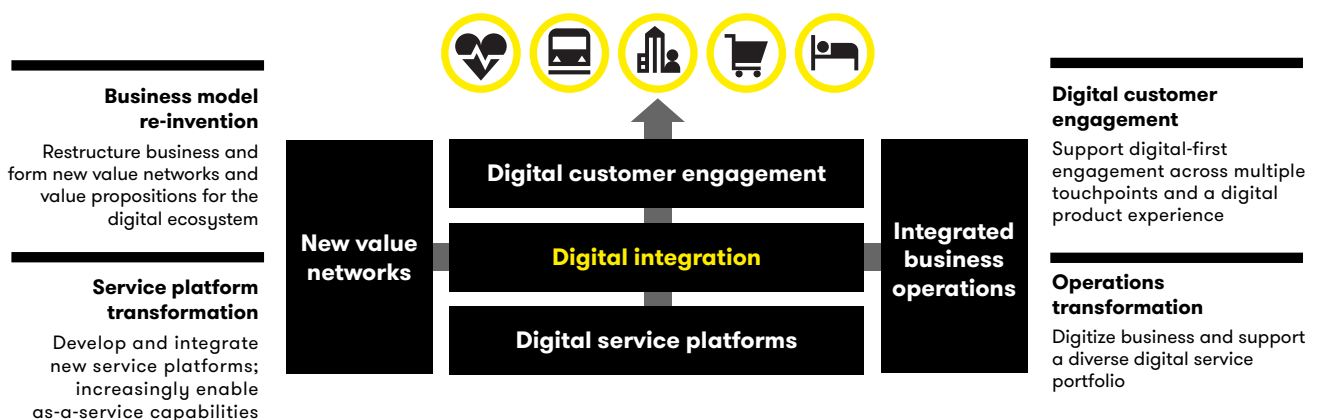 Business model
re-invention
Restructure business and
form new value networks and
value propositions for the
digital ecosystem
Service platform
transformation
Develop and integrate
new service platforms;
increasingly enable
as-a-service capabilities
New value
networks
Digital customer engagement
Digital integration
Digital service platforms
Integrated
business
operations
Digital customer
engagement
Support digital-first
engagement across multiple
touchpoints and a digital
product experience
Operations
transformation
Digitize business and support
a diverse digital service
portfolio